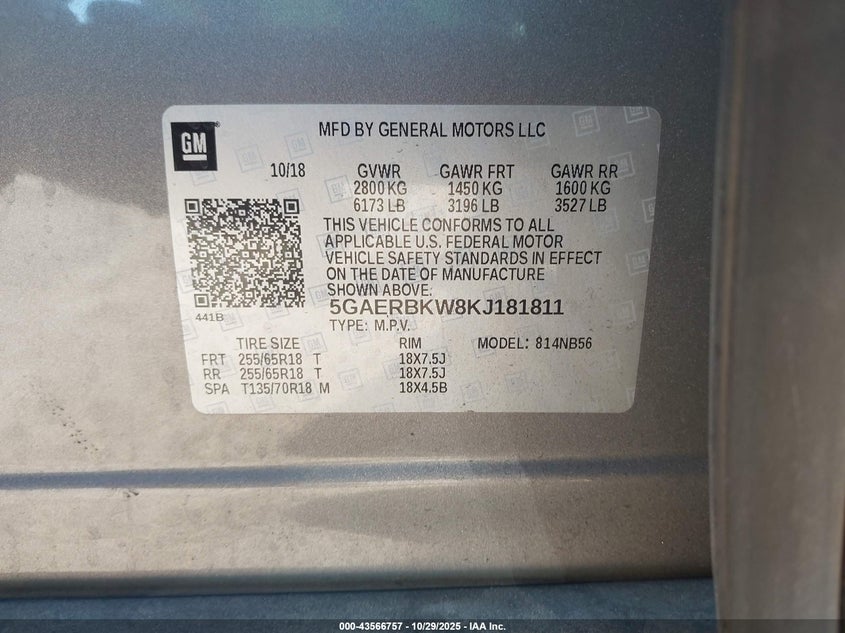 GM
MFD BY GENERAL MOTORS LLC
10/18 GVWR GAWR FRT GAWR RR
2800 KG 1450 KG 1600 KG
6173 LB 3196 LB 3527 LB
THIS VEHICLE CONFORMS TO ALL
APPLICABLE U.S. FEDERAL MOTOR
VEHICLE SAFETY STANDARDS IN EFFECT
ON THE DATE OF MANUFACTURE
SHOWN ABOVE:
441B
5GAERBKW8KJ181811
TYPE: M.P.V.
TIRE SIZE RIM MODEL: 814NB56
FRT 255/65R18 T 18X7.5J
RR 255/65R18 T 18X7.5J
SPA T135/70R18 M 18X4.5B
000-43566757 - 10/29/2025 - IAA Inc.